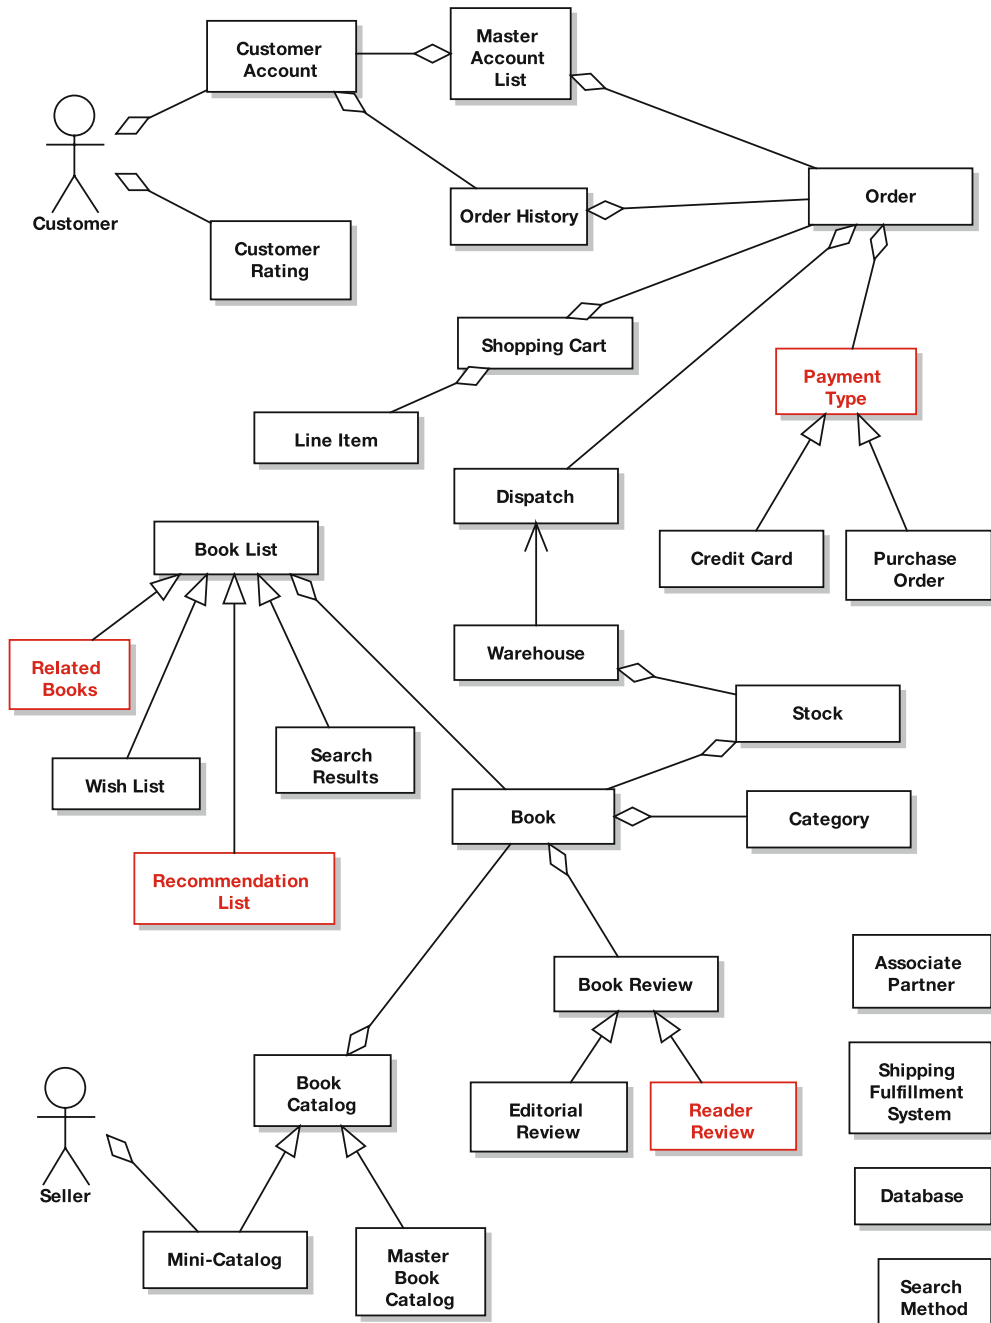 Customer
Account
Master
Account
List
Customer
Order
Order History
Customer
Rating
Shopping Cart
Payment
Type
Line Item
Dispatch
Credit Card
Purchase
Order
Book List
Related
Books
Warehouse
Stock
Wish List
Search
Results
Book
Category
Recommendation
List
Book Review
Associate
Partner
Book
Catalog
Editorial
Review
Reader
Review
Shipping
Fulfillment
System
Seller
Database
Mini-Catalog
Master
Book
Catalog
Search
Method